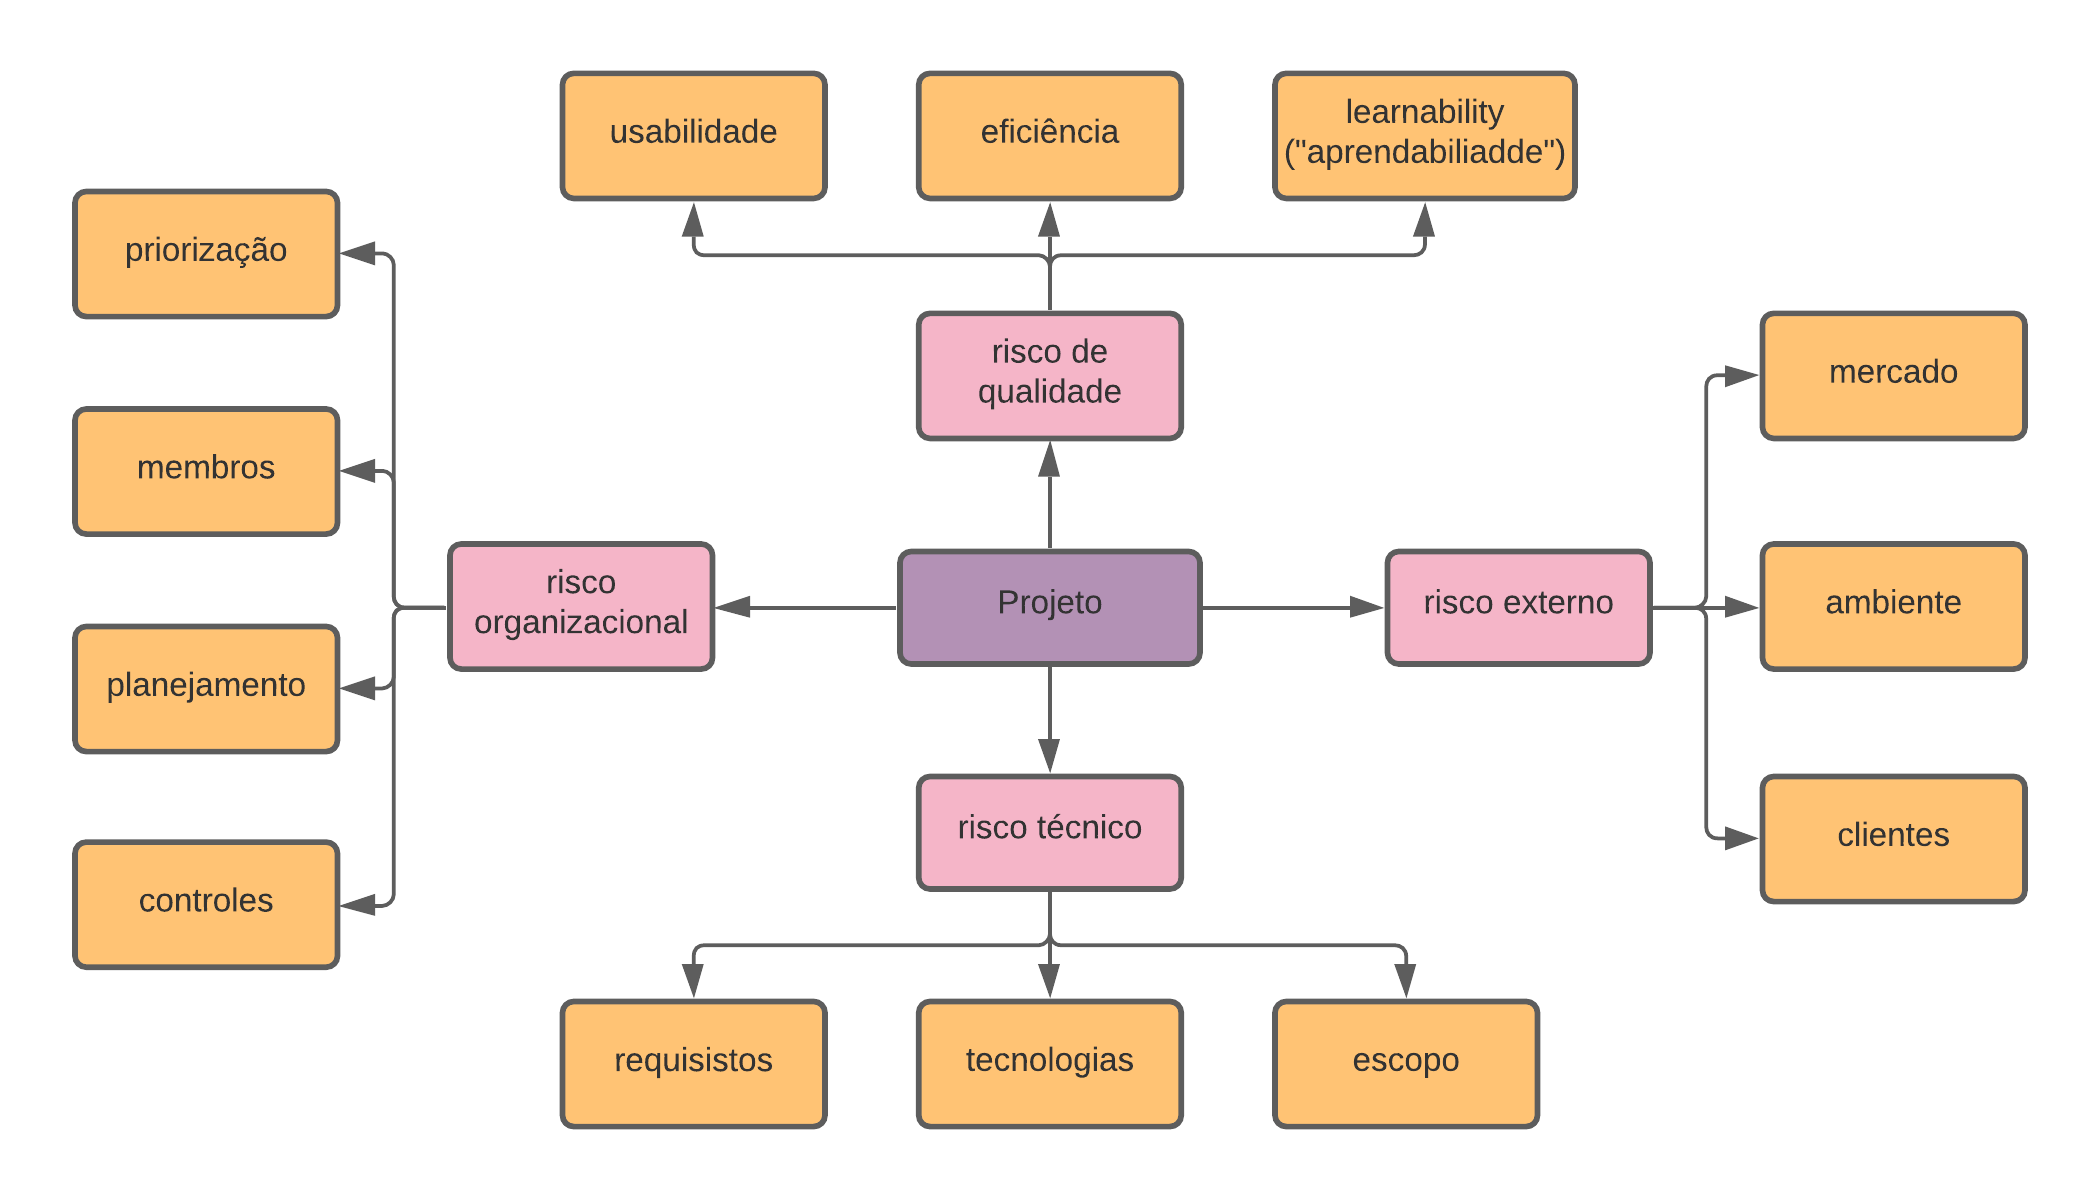 usabilidade
eficiência
learnability
("aprendabiliadde")
priorização
risco de
qualidade
mercado
membros
risco
organizacional
Projeto
risco externo
ambiente
planejamento
risco técnico
clientes
controles
requisistos
tecnologias
escopo